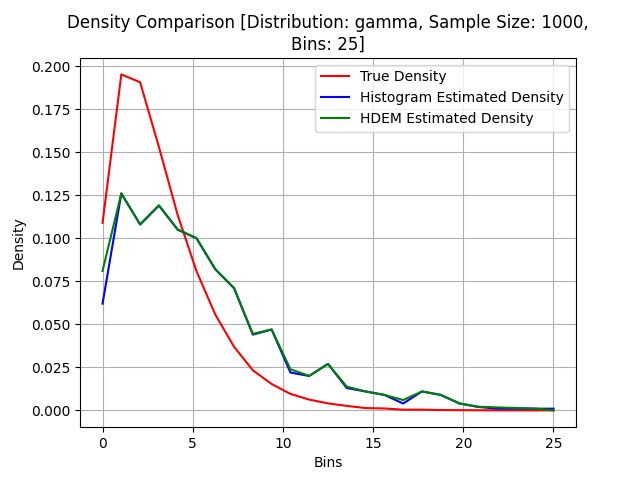 Density Comparison [Distribution: gamma, Sample Size: 1000,
Bins: 25]
0.200
0.175
0.150
0.125
0.100
0.075
0.050
0.025
0.000
Density
True Density
Histogram Estimated Density
HDEM Estimated Density
0 5 10 15 20 25
Bins